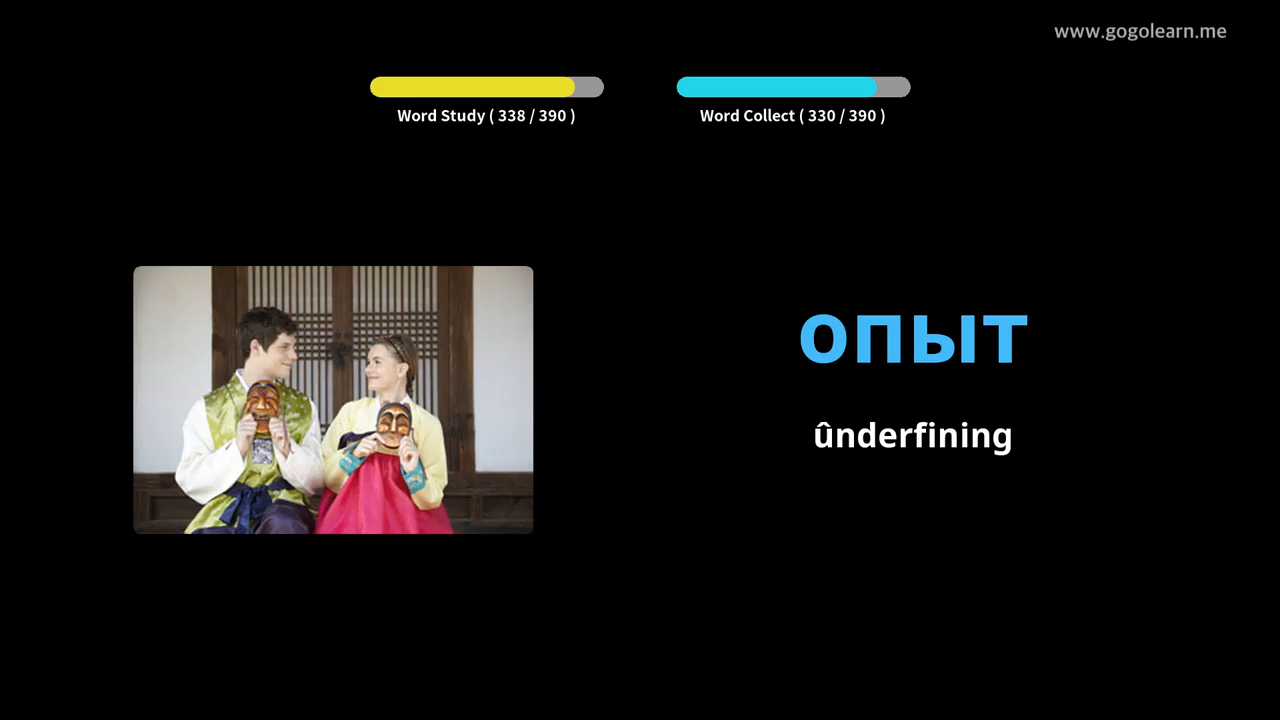 www.gogolearn.me
Word Study ( 338 / 390 )
Word Collect ( 330 / 390 )
опыт
ûnderfining